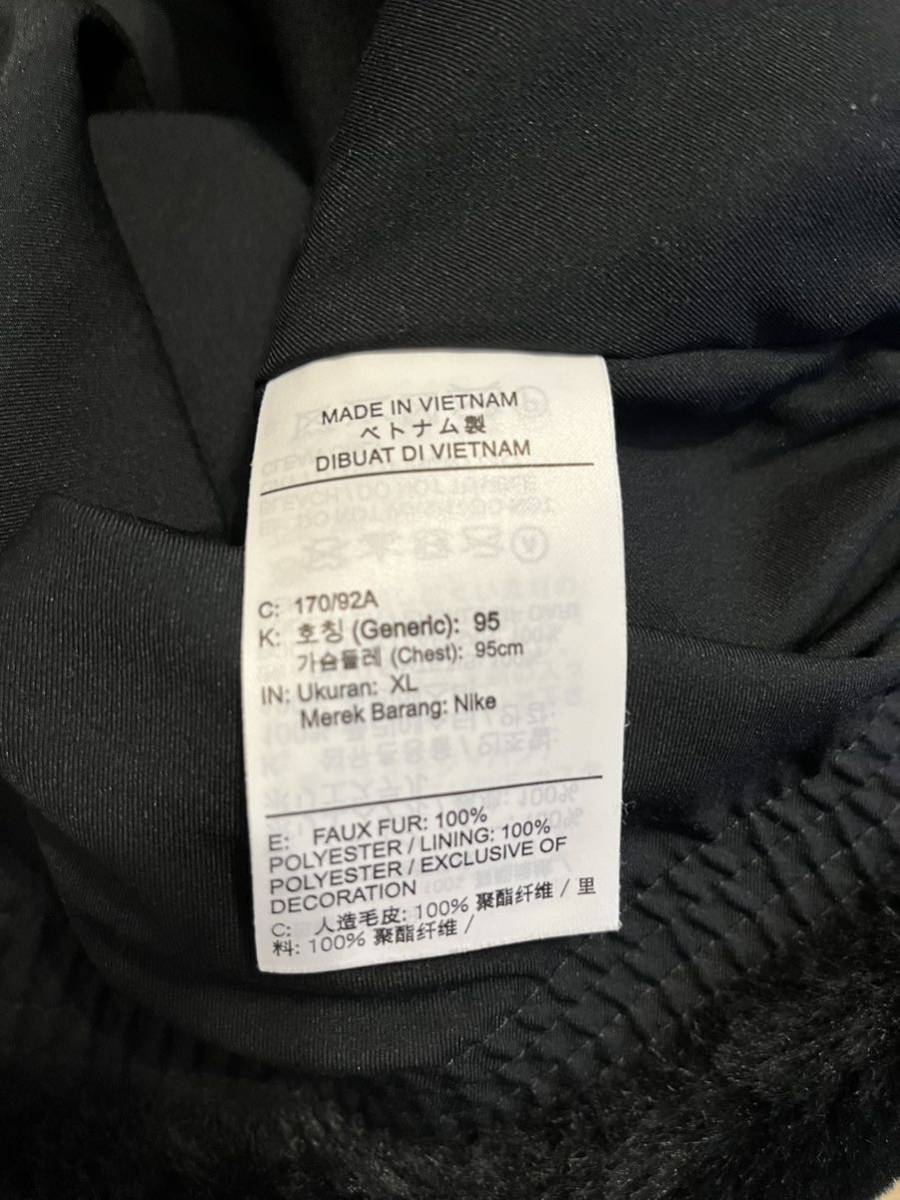 MADE IN VIETNAM
ベトナム製
DIBUAT DI VIETNAM
C: 170/92A
K: 호칭 (Generic): 95
가슴둘레 (Chest): 95cm
IN: Ukuran: XL
Merek Barang: Nike
E: FAUX FUR: 100%
POLYESTER / LINING: 100%
POLYESTER / EXCLUSIVE OF
DECORATION
C: 人造毛皮: 100% 聚酯纤维 / 里
料: 100% 聚酯纤维 /